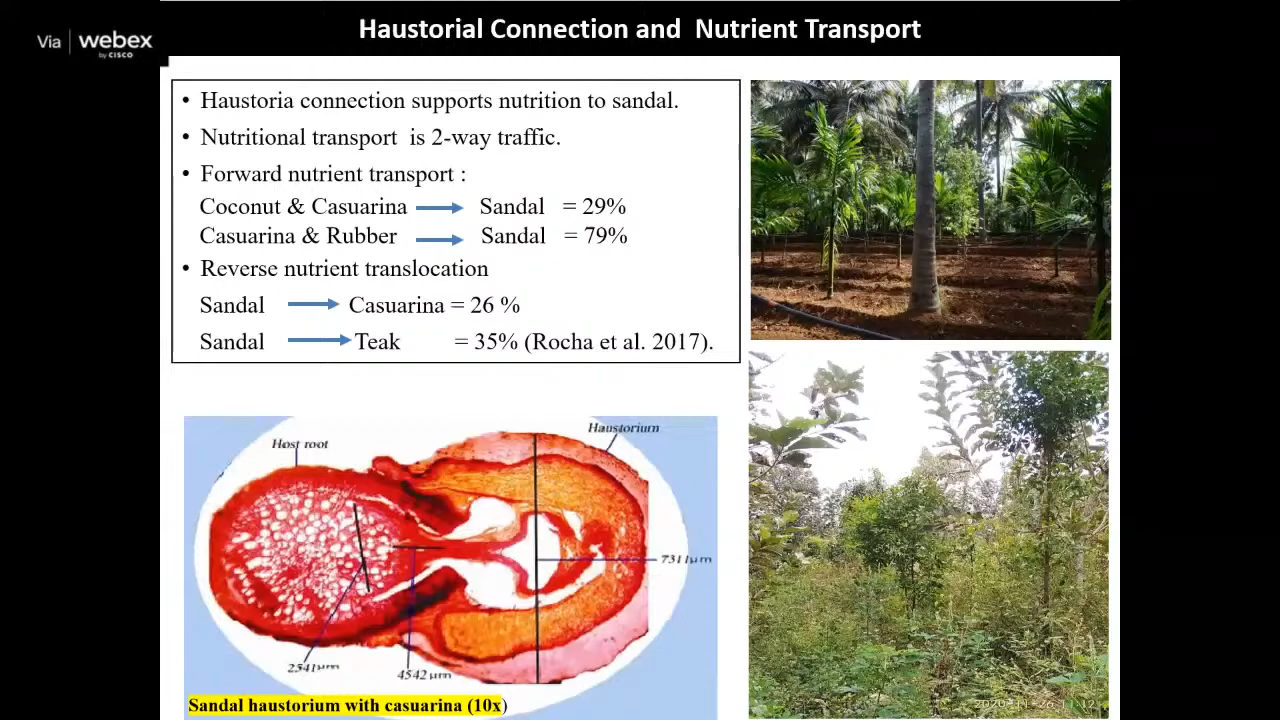 Haustorial Connection and Nutrient Transport
Via webex
by CISCO
• Haustoria connection supports nutrition to sandal.
• Nutritional transport is 2-way traffic.
• Forward nutrient transport :
Coconut & Casuarina → Sandal = 29%
Casuarina & Rubber → Sandal = 79%
• Reverse nutrient translocation
Sandal → Casuarina = 26 %
Sandal → Teak = 35% (Rocha et al. 2017).
Host root
Haustorium
7311µm
2541µm
4542 µm
Sandal haustorium with casuarina (10x)